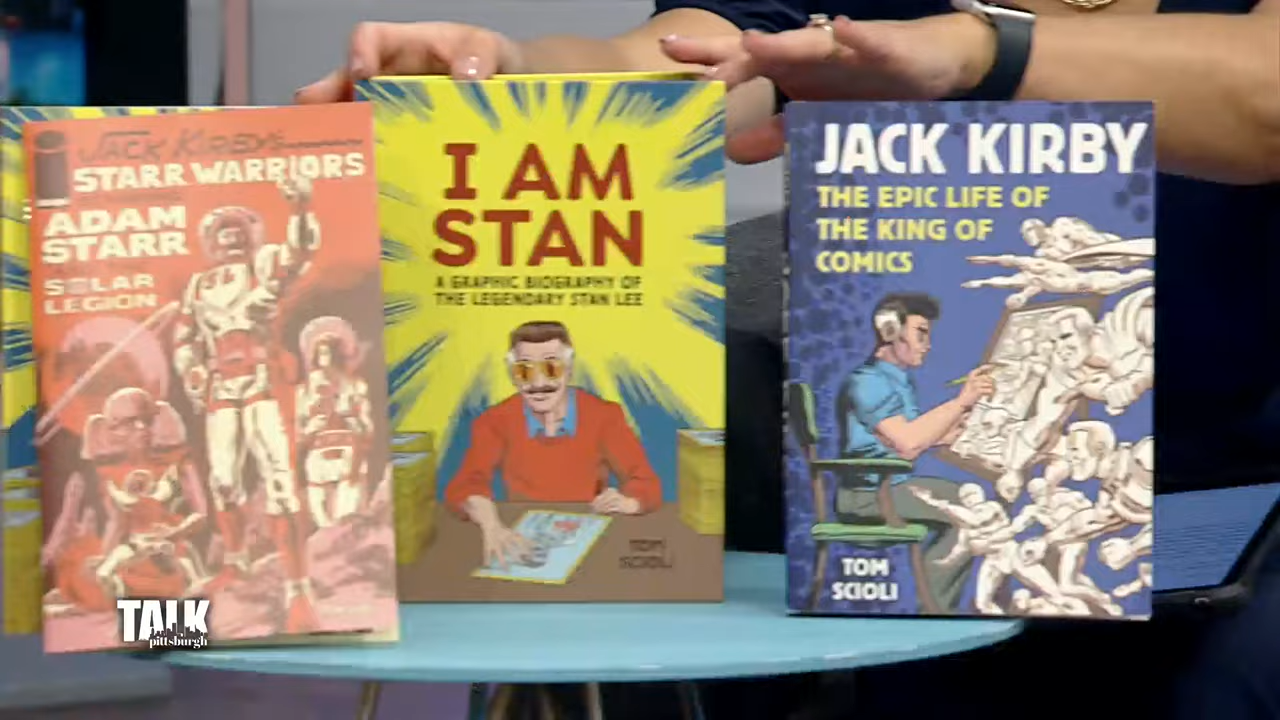 JACK KIRBY'S
STARR WARRIORS
ADAM
STARR
SOLAR
LEGION
I AM
STAN
A GRAPHIC BIOGRAPHY OF
THE LEGENDARY STAN LEE
TOM
SCIOLI
JACK KIRBY
THE EPIC LIFE OF
THE KING OF
COMICS
TOM
SCIOLI
TALK
pittsburgh